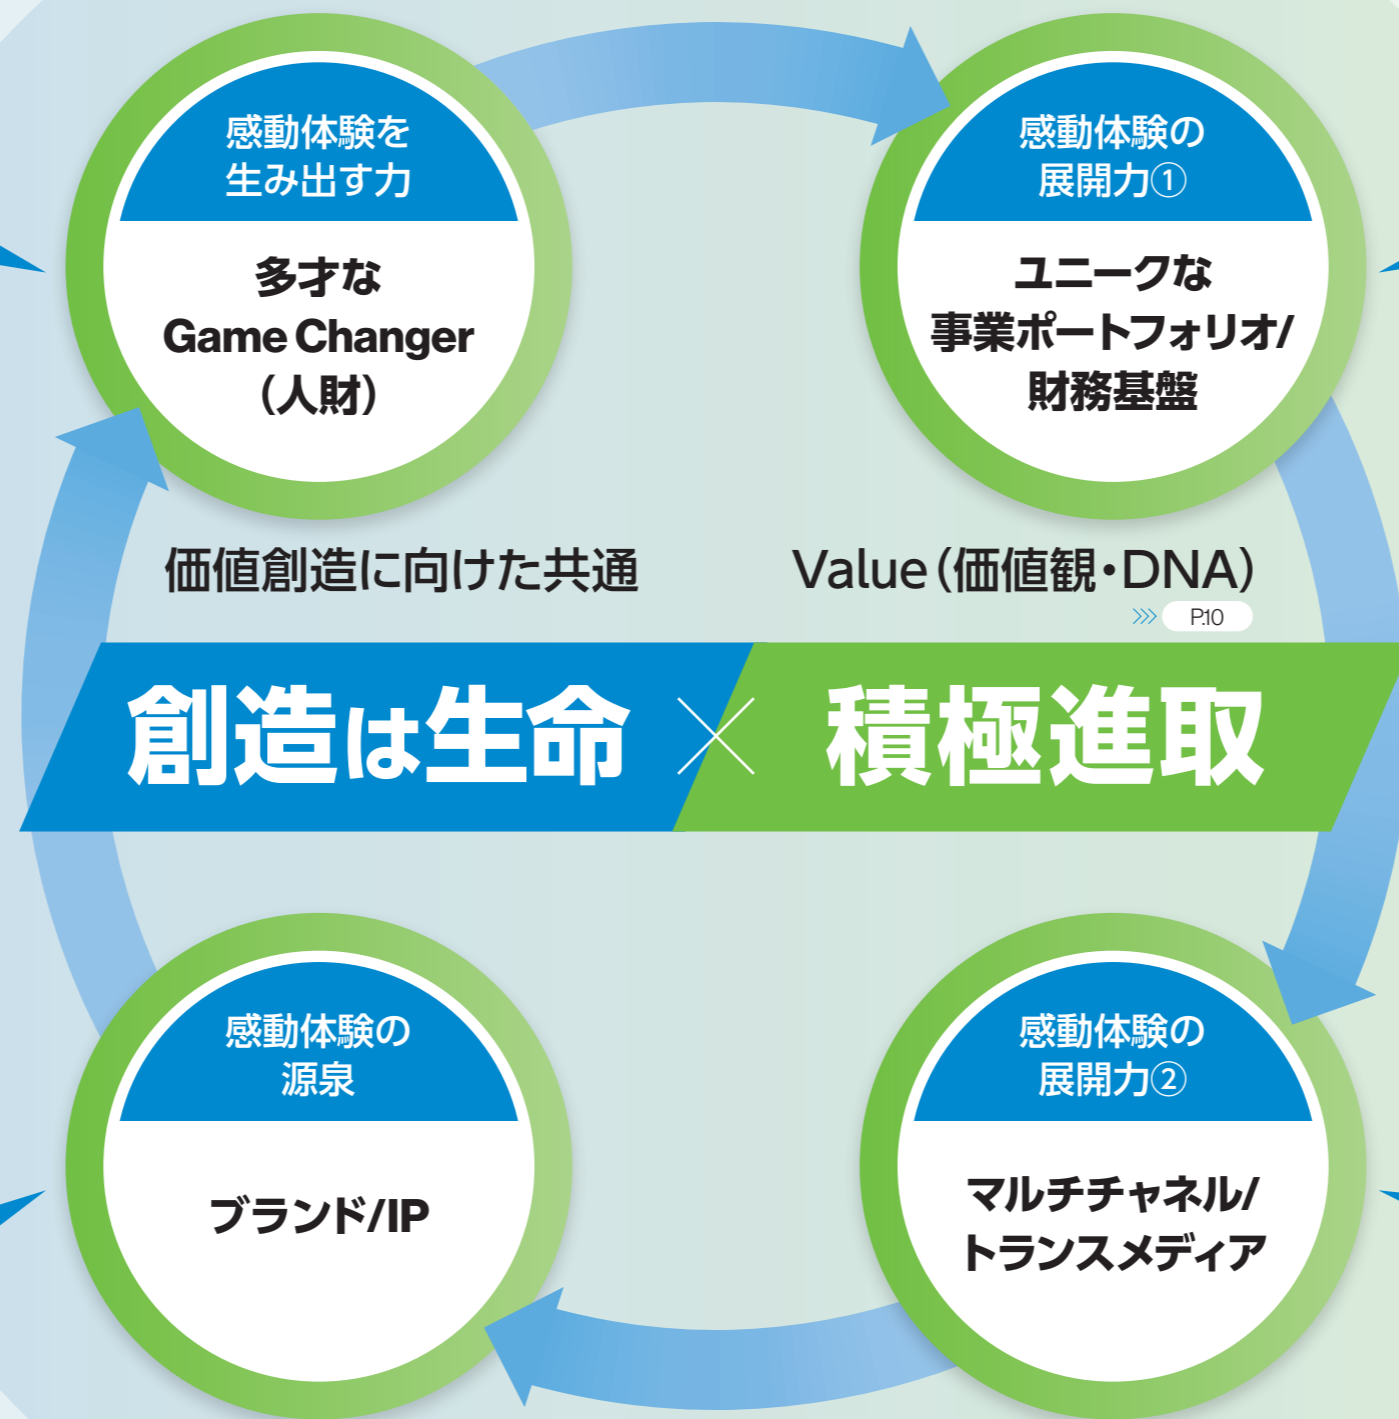 感動体験を
生み出す力
多才な
Game Changer
（人財）
感動体験の
展開力①
ユニークな
事業ポートフォリオ/
財務基盤
価値創造に向けた共通 Value（価値観・DNA）
>>> P.10
創造は生命 × 積極進取
感動体験の
源泉
ブランド/IP
感動体験の
展開力②
マルチチャネル/
トランスメディア